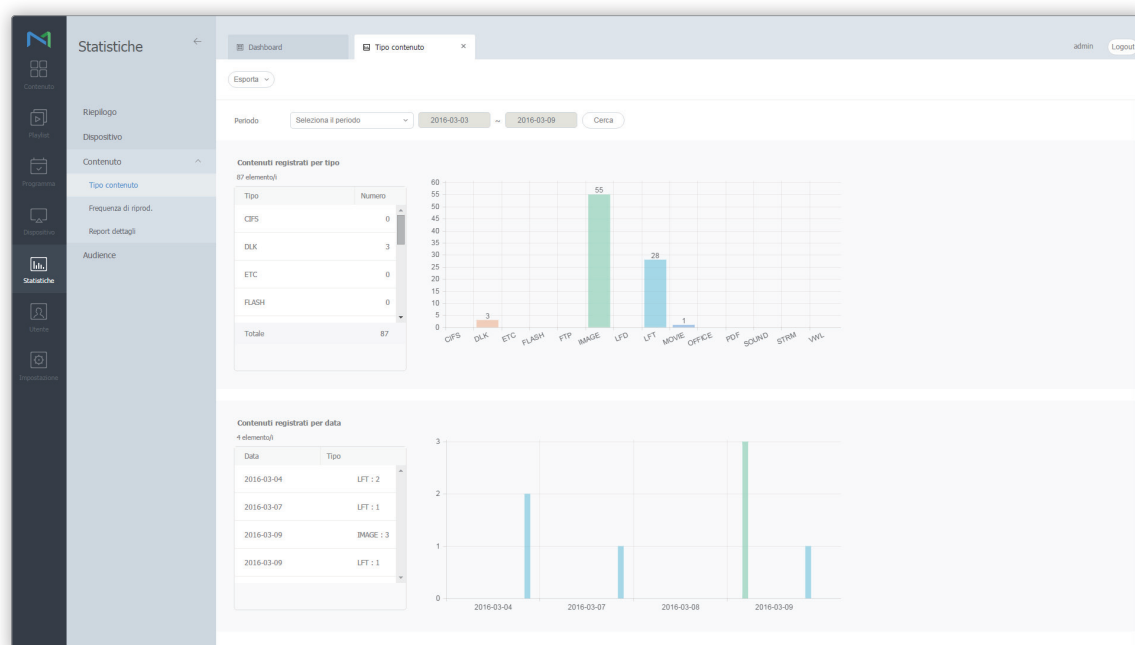 Statistiche
Dashboard
Tipo contenuto
admin
Logout
Contenuto
Playlist
Programma
Dispositivo
Statistiche
Utente
Impostazione
Riepilogo
Dispositivo
Contenuto
Tipo contenuto
Frequenza di riprod.
Report dettagli
Audience
Esporta
Periodo Seleziona il periodo 2016-03-03 ~ 2016-03-09 Cerca
Contenuti registrati per tipo
87 elemento/i
Tipo Numero
CIFS 0
DLK 3
ETC 0
FLASH 0
Totale 87
60
55
50
45
40
35
30
25
20
15
10
5
0
3
55
28
1
CIFS DLK ETC FLASH FTP IMAGE LFD LFT MOVIE OFFICE PDF SOUND STRM VWL
Contenuti registrati per data
4 elemento/i
Data Tipo
2016-03-04 LFT : 2
2016-03-07 LFT : 1
2016-03-09 IMAGE : 3
2016-03-09 LFT : 1
3
2
1
0
2016-03-04 2016-03-07 2016-03-08 2016-03-09